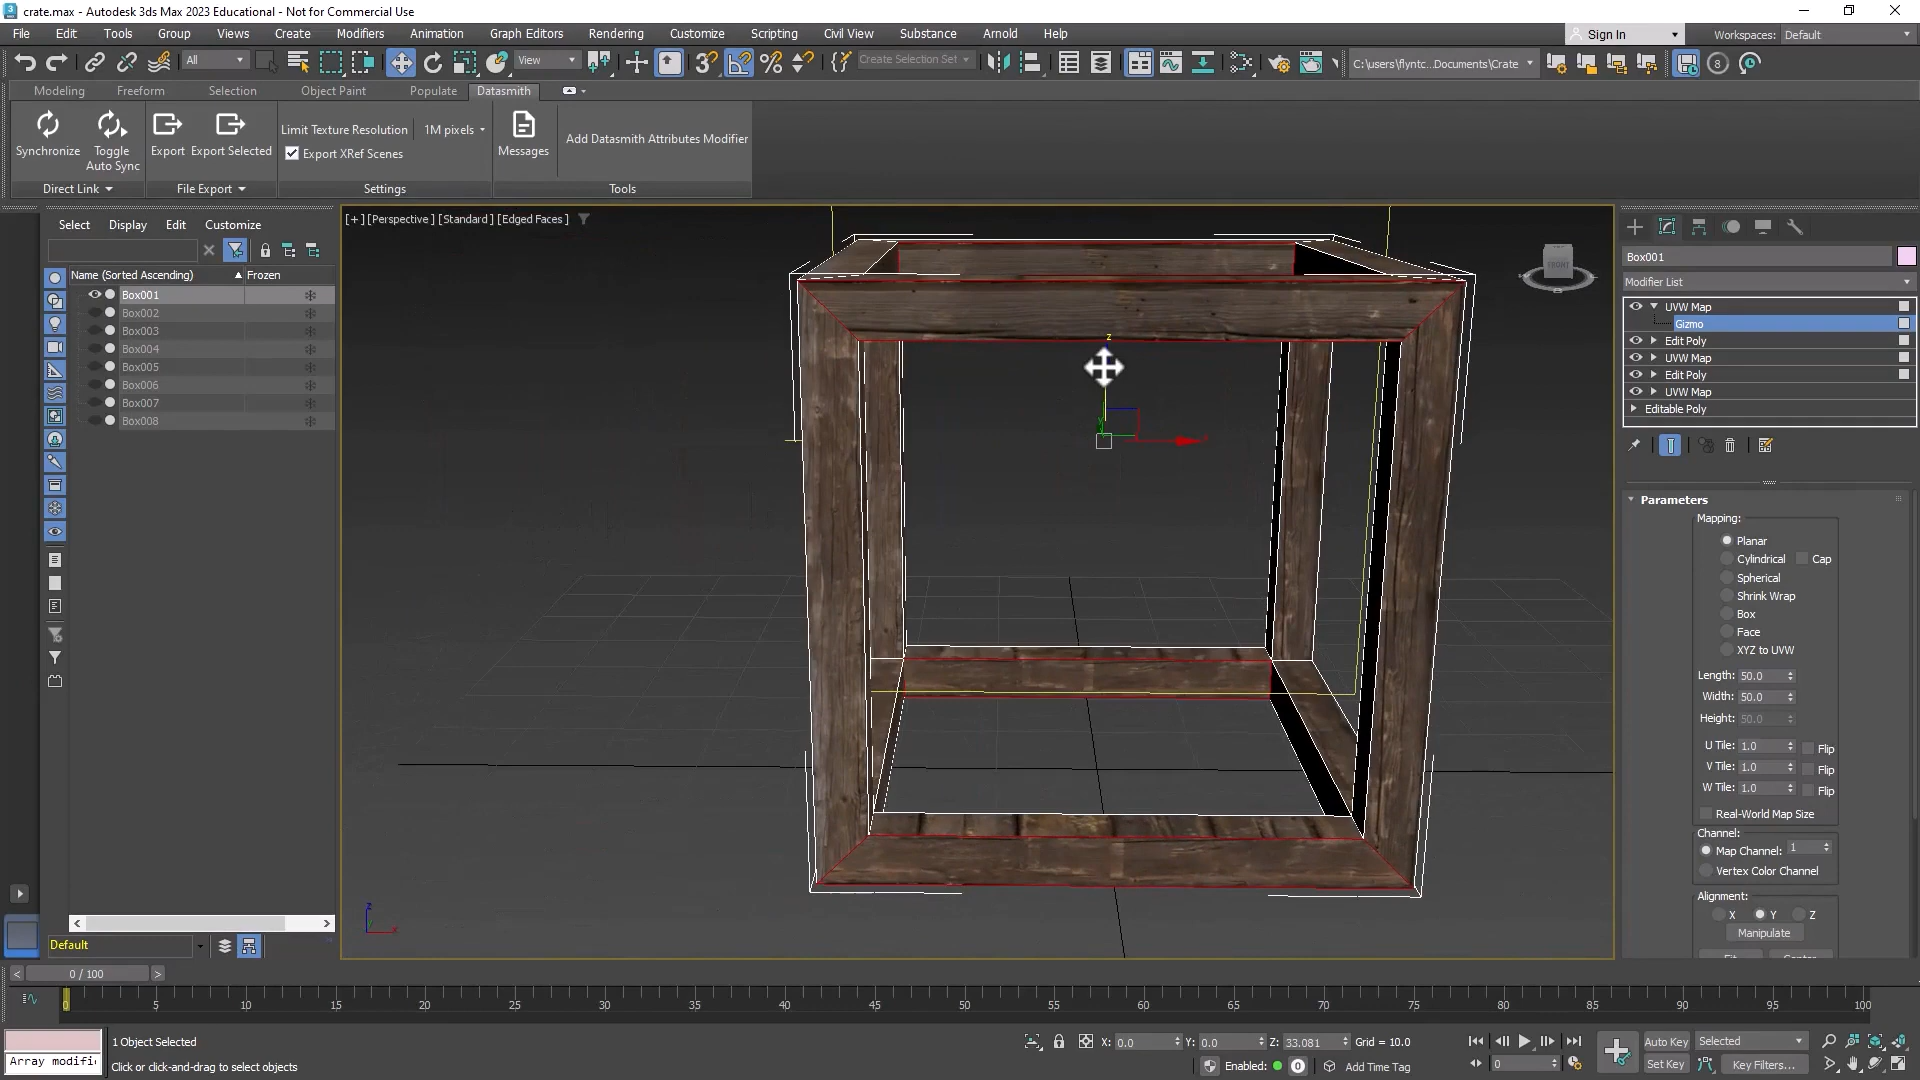 crate.max - Autodesk 3ds Max 2023 Educational - Not for Commercial Use
File Edit Tools Group Views Create Modifiers Animation Graph Editors Rendering Customize Scripting Civil View Substance Arnold Help
Sign In Workspaces: Default
All View Create Selection Set C:\users\flyntc...Documents\Crate 8
Modeling Freeform Selection Object Paint Populate Datasmith
Synchronize Toggle Auto Sync Export Export Selected Limit Texture Resolution 1M pixels Export XRef Scenes Messages Add Datasmith Attributes Modifier
Direct Link File Export Settings Tools
Select Display Edit Customize
Name (Sorted Ascending) Frozen
Box001
Box002
Box003
Box004
Box005
Box006
Box007
Box008
Default
[+] [Perspective] [Standard] [Edged Faces]
FRONT
z
z
x
Box001
Modifier List
UVW Map
Gizmo
Edit Poly
UVW Map
Edit Poly
UVW Map
Editable Poly
Parameters
Mapping:
Planar
Cylindrical Cap
Spherical
Shrink Wrap
Box
Face
XYZ to UVW
Length: 50.0
Width: 50.0
Height: 50.0
U Tile: 1.0 Flip
V Tile: 1.0 Flip
W Tile: 1.0 Flip
Real-World Map Size
Channel:
Map Channel: 1
Vertex Color Channel
Alignment:
X Y Z
Manipulate
< 0 / 100 >
0 5 10 15 20 25 30 35 40 45 50 55 60 65 70 75 80 85 90 95 100
1 Object Selected X: 0.0 Y: 0.0 Z: 33.081 Grid = 10.0 Auto Key Selected
Array modifi Click or click-and-drag to select objects Enabled: 0 Add Time Tag 0 Set Key Key Filters...